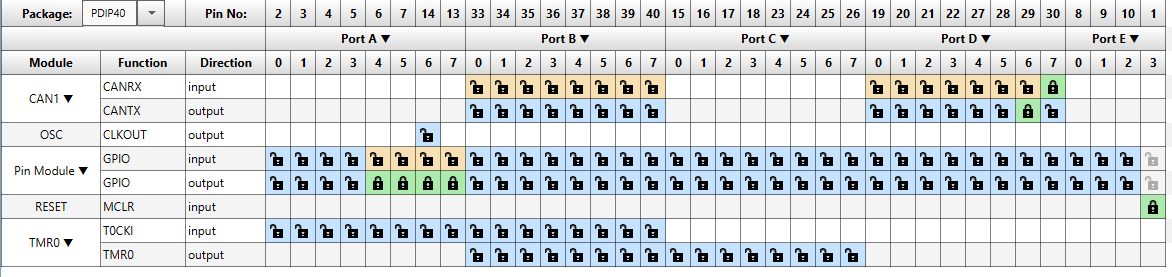 Package: PDIP40 Pin No: 2 3 4 5 6 7 14 13 33 34 35 36 37 38 39 40 15 16 17 18 23 24 25 26 19 20 21 22 27 28 29 30 8 9 10 1
Port A ▼ Port B ▼ Port C ▼ Port D ▼ Port E ▼
Module Function Direction 0 1 2 3 4 5 6 7 0 1 2 3 4 5 6 7 0 1 2 3 4 5 6 7 0 1 2 3 4 5 6 7 0 1 2 3
CAN1 ▼ CANRX input
CANTX output
OSC CLKOUT output
Pin Module ▼ GPIO input
GPIO output
RESET MCLR input
TMR0 ▼ T0CKI input
TMR0 output